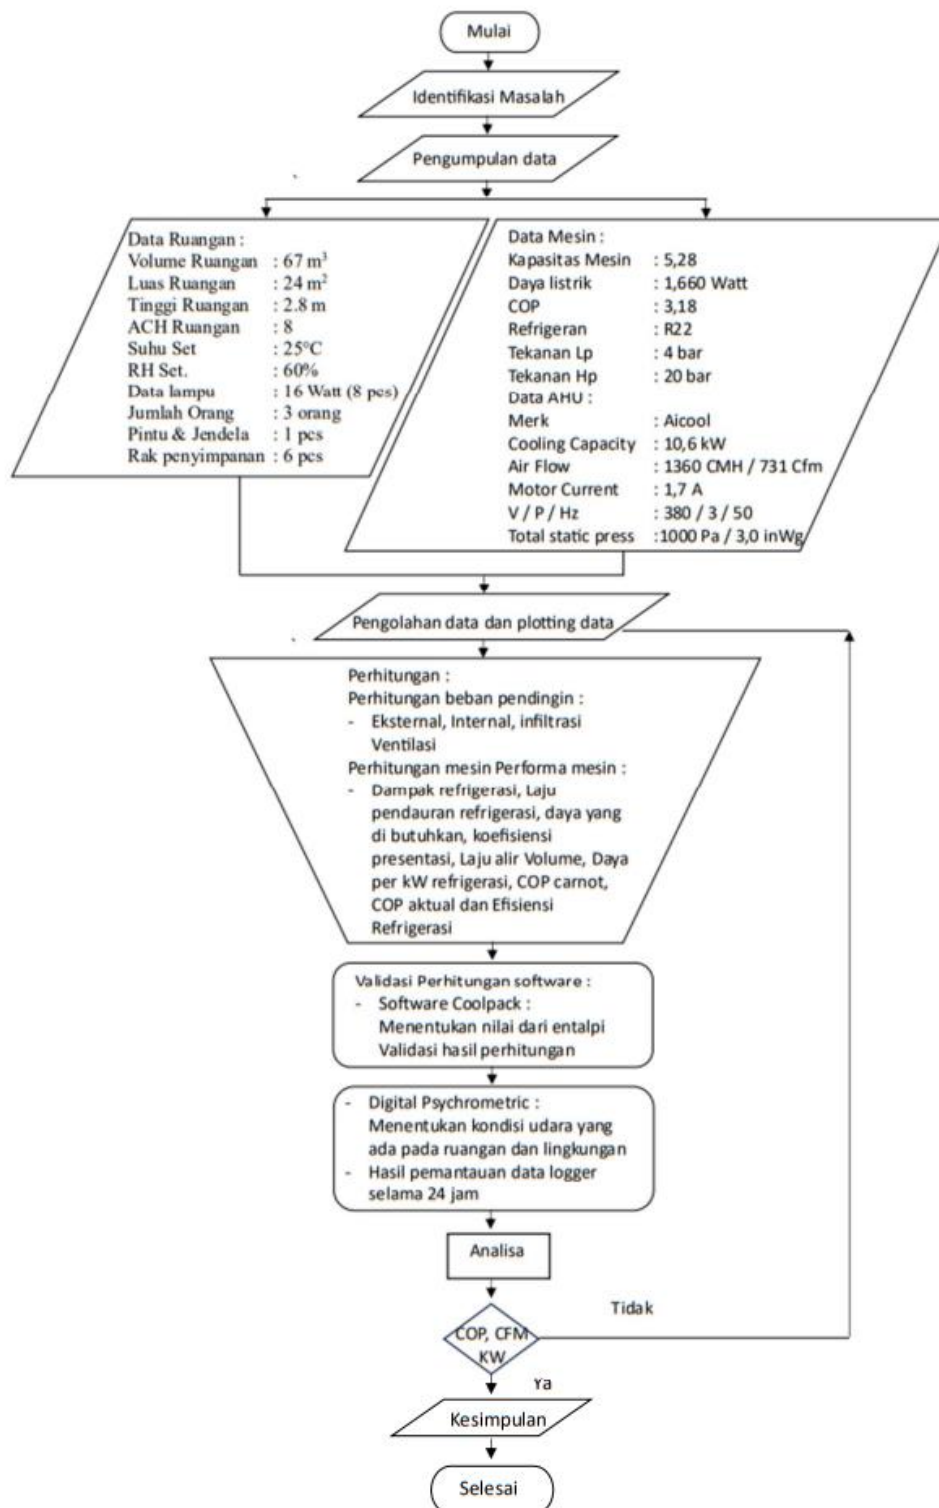 Mulai
Identifikasi Masalah
Pengumpulan data
Data Ruangan :
Volume Ruangan : 67 m³
Luas Ruangan : 24 m²
Tinggi Ruangan : 2.8 m
ACH Ruangan : 8
Suhu Set : 25°C
RH Set. : 60%
Data lampu : 16 Watt (8 pcs)
Jumlah Orang : 3 orang
Pintu & Jendela : 1 pcs
Rak penyimpanan : 6 pcs
Data Mesin :
Kapasitas Mesin : 5,28
Daya listrik : 1,660 Watt
COP : 3,18
Refrigeran : R22
Tekanan Lp : 4 bar
Tekanan Hp : 20 bar
Data AHU :
Merk : Aicool
Cooling Capacity : 10,6 kW
Air Flow : 1360 CMH / 731 Cfm
Motor Current : 1,7 A
V / P / Hz : 380 / 3 / 50
Total static press :1000 Pa / 3,0 inWg
Pengolahan data dan plotting data
Perhitungan :
Perhitungan beban pendingin :
- Eksternal, Internal, infiltrasi
Ventilasi
Perhitungan mesin Performa mesin :
- Dampak refrigerasi, Laju
pendauran refrigerasi, daya yang
di butuhkan, koefisiensi
presentasi, Laju alir Volume, Daya
per kW refrigerasi, COP carnot,
COP aktual dan Efisiensi
Refrigerasi
Validasi Perhitungan software :
- Software Coolpack :
Menentukan nilai dari entalpi
Validasi hasil perhitungan
- Digital Psychrometric :
Menentukan kondisi udara yang
ada pada ruangan dan lingkungan
- Hasil pemantauan data logger
selama 24 jam
Analisa
Tidak
COP, CFM
KW
Ya
Kesimpulan
Selesai